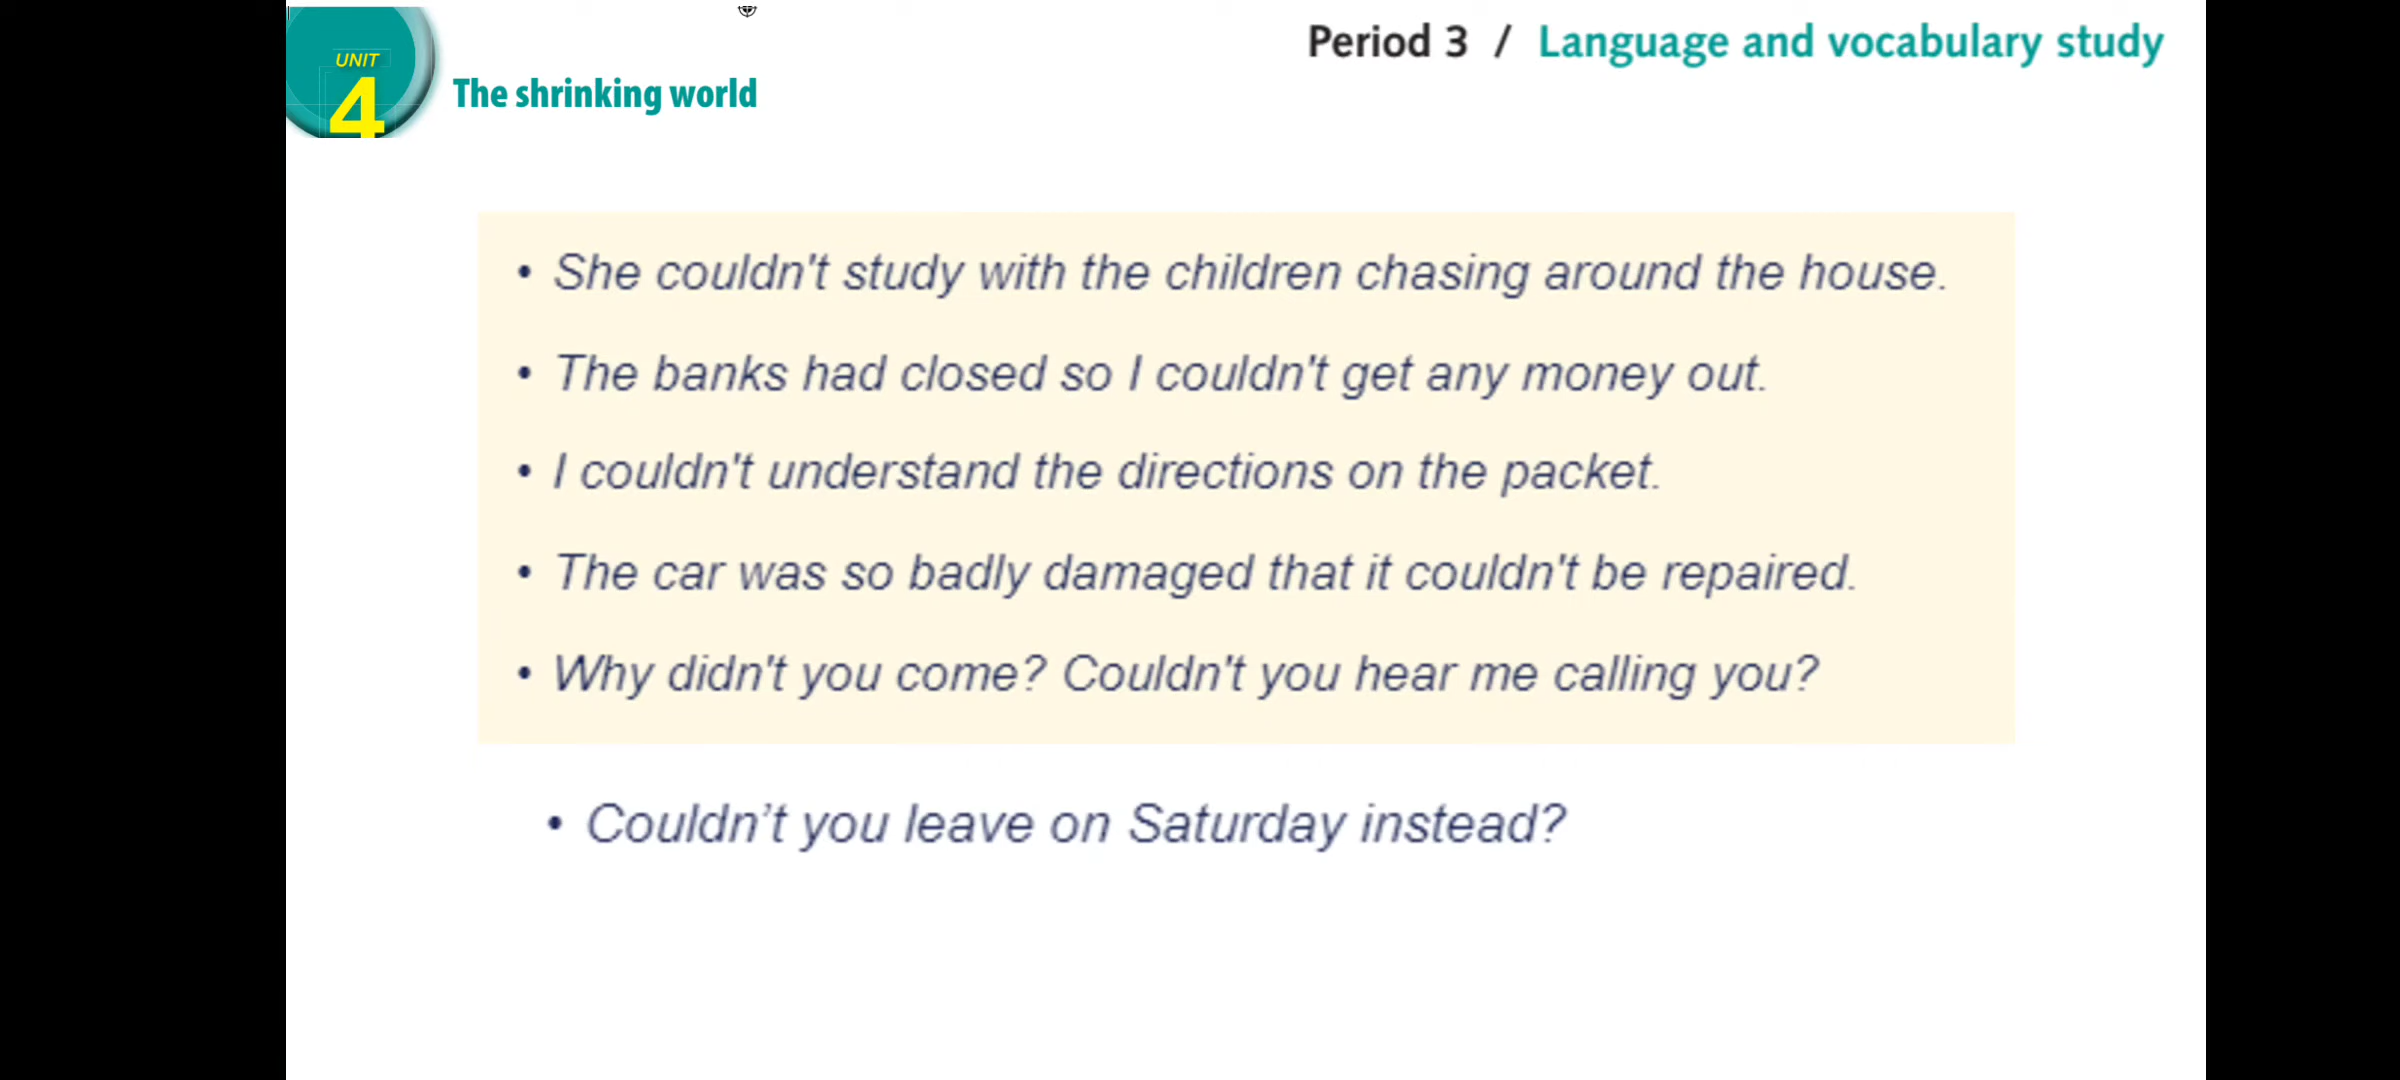 UNIT
4
The shrinking world
Period 3 / Language and vocabulary study
• She couldn't study with the children chasing around the house.
• The banks had closed so I couldn't get any money out.
• I couldn't understand the directions on the packet.
• The car was so badly damaged that it couldn't be repaired.
• Why didn't you come? Couldn't you hear me calling you?
• Couldn’t you leave on Saturday instead?